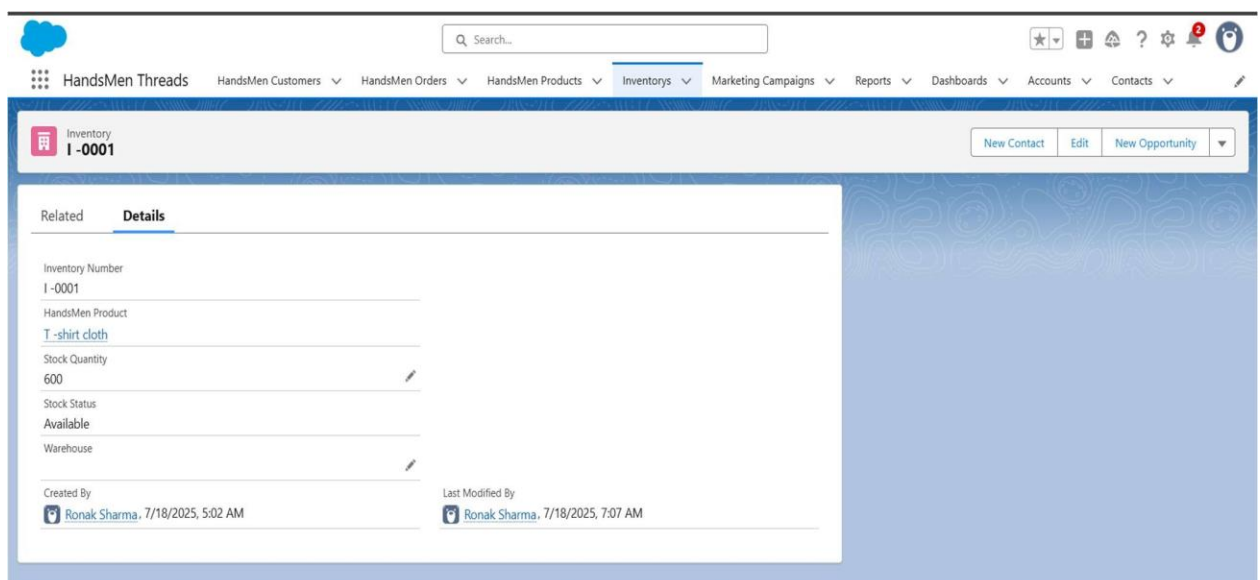 Search...
2
HandsMen Threads HandsMen Customers HandsMen Orders HandsMen Products Inventorys Marketing Campaigns Reports Dashboards Accounts Contacts
Inventory
I -0001
New Contact Edit New Opportunity
Related Details
Inventory Number
I -0001
HandsMen Product
T -shirt cloth
Stock Quantity
600
Stock Status
Available
Warehouse
Created By Last Modified By
Ronak Sharma, 7/18/2025, 5:02 AM Ronak Sharma, 7/18/2025, 7:07 AM